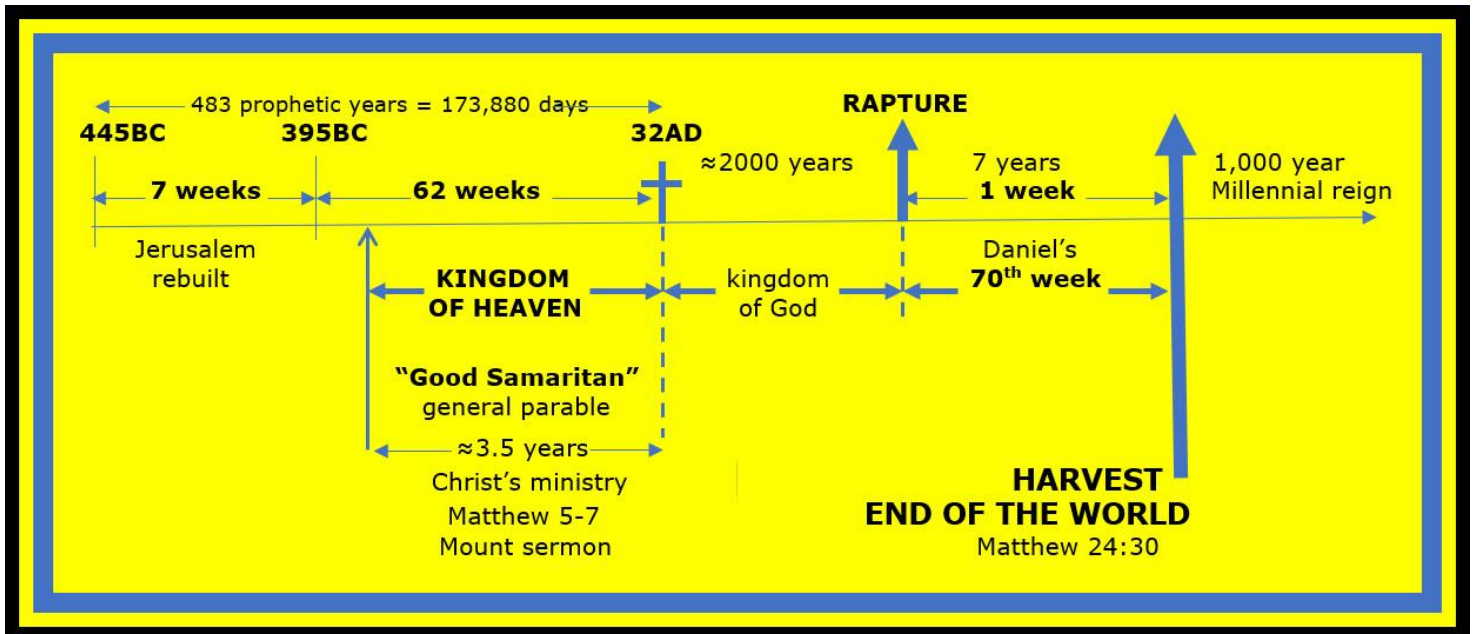 483 prophetic years = 173,880 days
445BC 395BC 32AD RAPTURE
≈2000 years 7 years 1,000 year
7 weeks 62 weeks 1 week Millennial reign
Jerusalem
rebuilt
KINGDOM
OF HEAVEN
kingdom
of God
Daniel’s
70th week
“Good Samaritan”
general parable
≈3.5 years
Christ’s ministry
Matthew 5-7
Mount sermon
HARVEST
END OF THE WORLD
Matthew 24:30